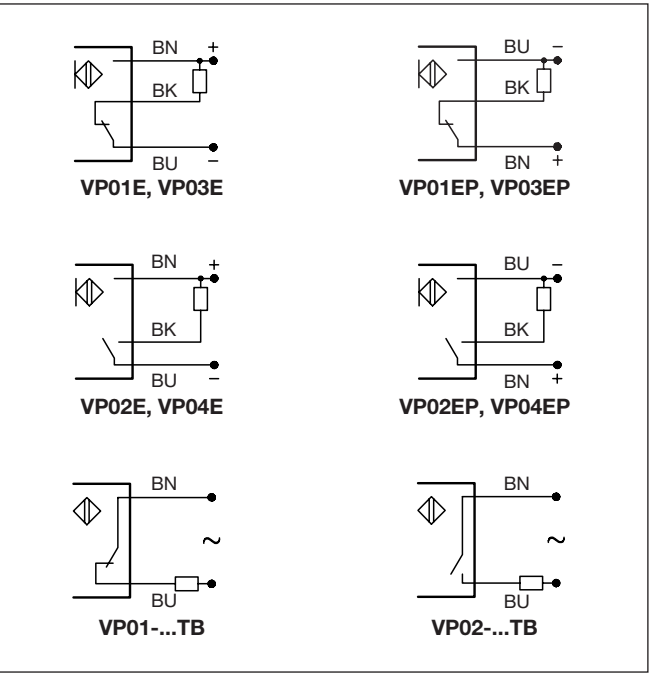 BN +
BK
BU –
VP01E, VP03E
BU –
BK
BN +
VP01EP, VP03EP
BN +
BK
BU –
VP02E, VP04E
BU –
BK
BN +
VP02EP, VP04EP
BN
~
BU
VP01-...TB
BN
~
BU
VP02-...TB